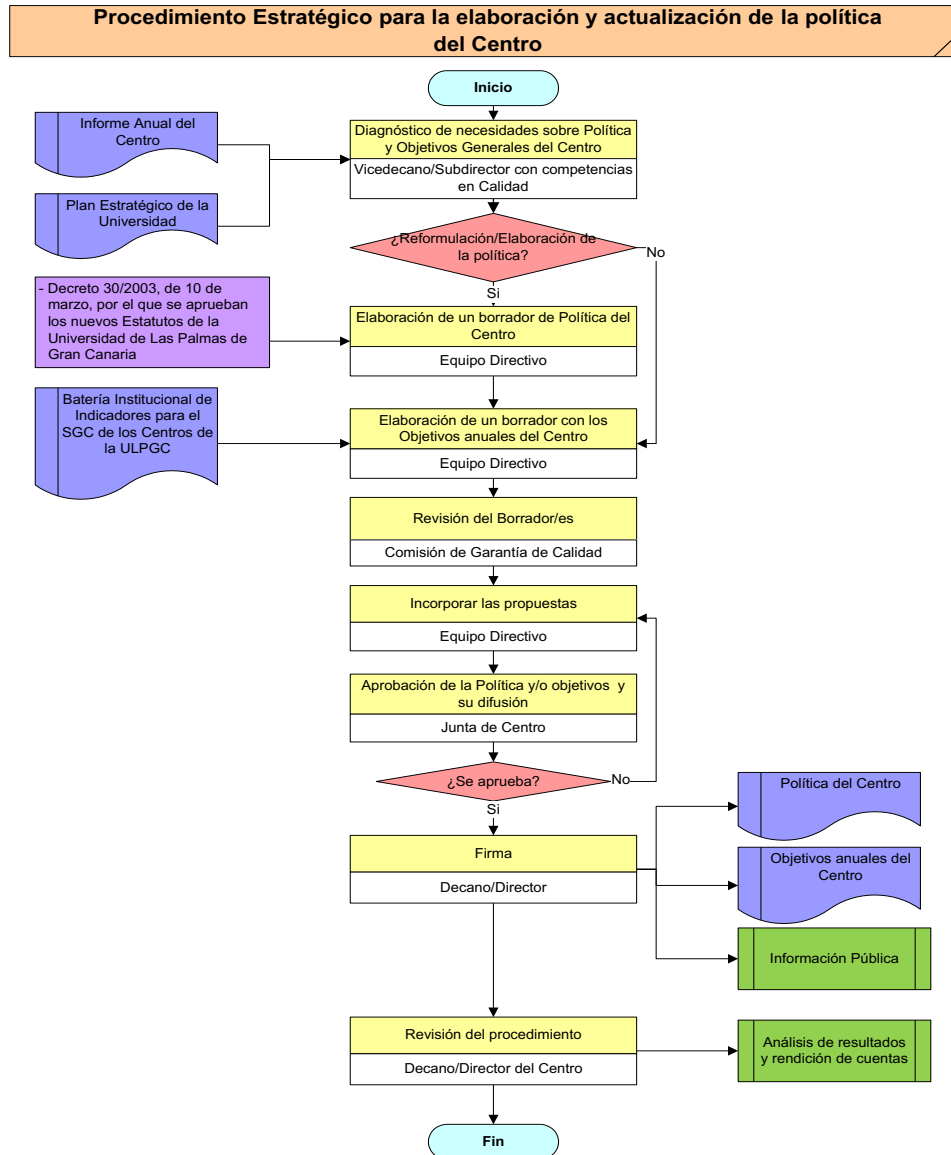 Procedimiento Estratégico para la elaboración y actualización de la política
del Centro
Inicio
Informe Anual del
Centro
Diagnóstico de necesidades sobre Política
y Objetivos Generales del Centro
Vicedecano/Subdirector con competencias
en Calidad
Plan Estratégico de la
Universidad
¿Reformulación/Elaboración de
la política?
No
Si
- Decreto 30/2003, de 10 de
marzo, por el que se aprueban
los nuevos Estatutos de la
Universidad de Las Palmas de
Gran Canaria
Elaboración de un borrador de Política del
Centro
Equipo Directivo
Batería Institucional de
Indicadores para el
SGC de los Centros de
la ULPGC
Elaboración de un borrador con los
Objetivos anuales del Centro
Equipo Directivo
Revisión del Borrador/es
Comisión de Garantía de Calidad
Incorporar las propuestas
Equipo Directivo
Aprobación de la Política y/o objetivos y
su difusión
Junta de Centro
¿Se aprueba?
No
Si
Política del Centro
Firma
Decano/Director
Objetivos anuales del
Centro
Información Pública
Revisión del procedimiento
Decano/Director del Centro
Análisis de resultados
y rendición de cuentas
Fin